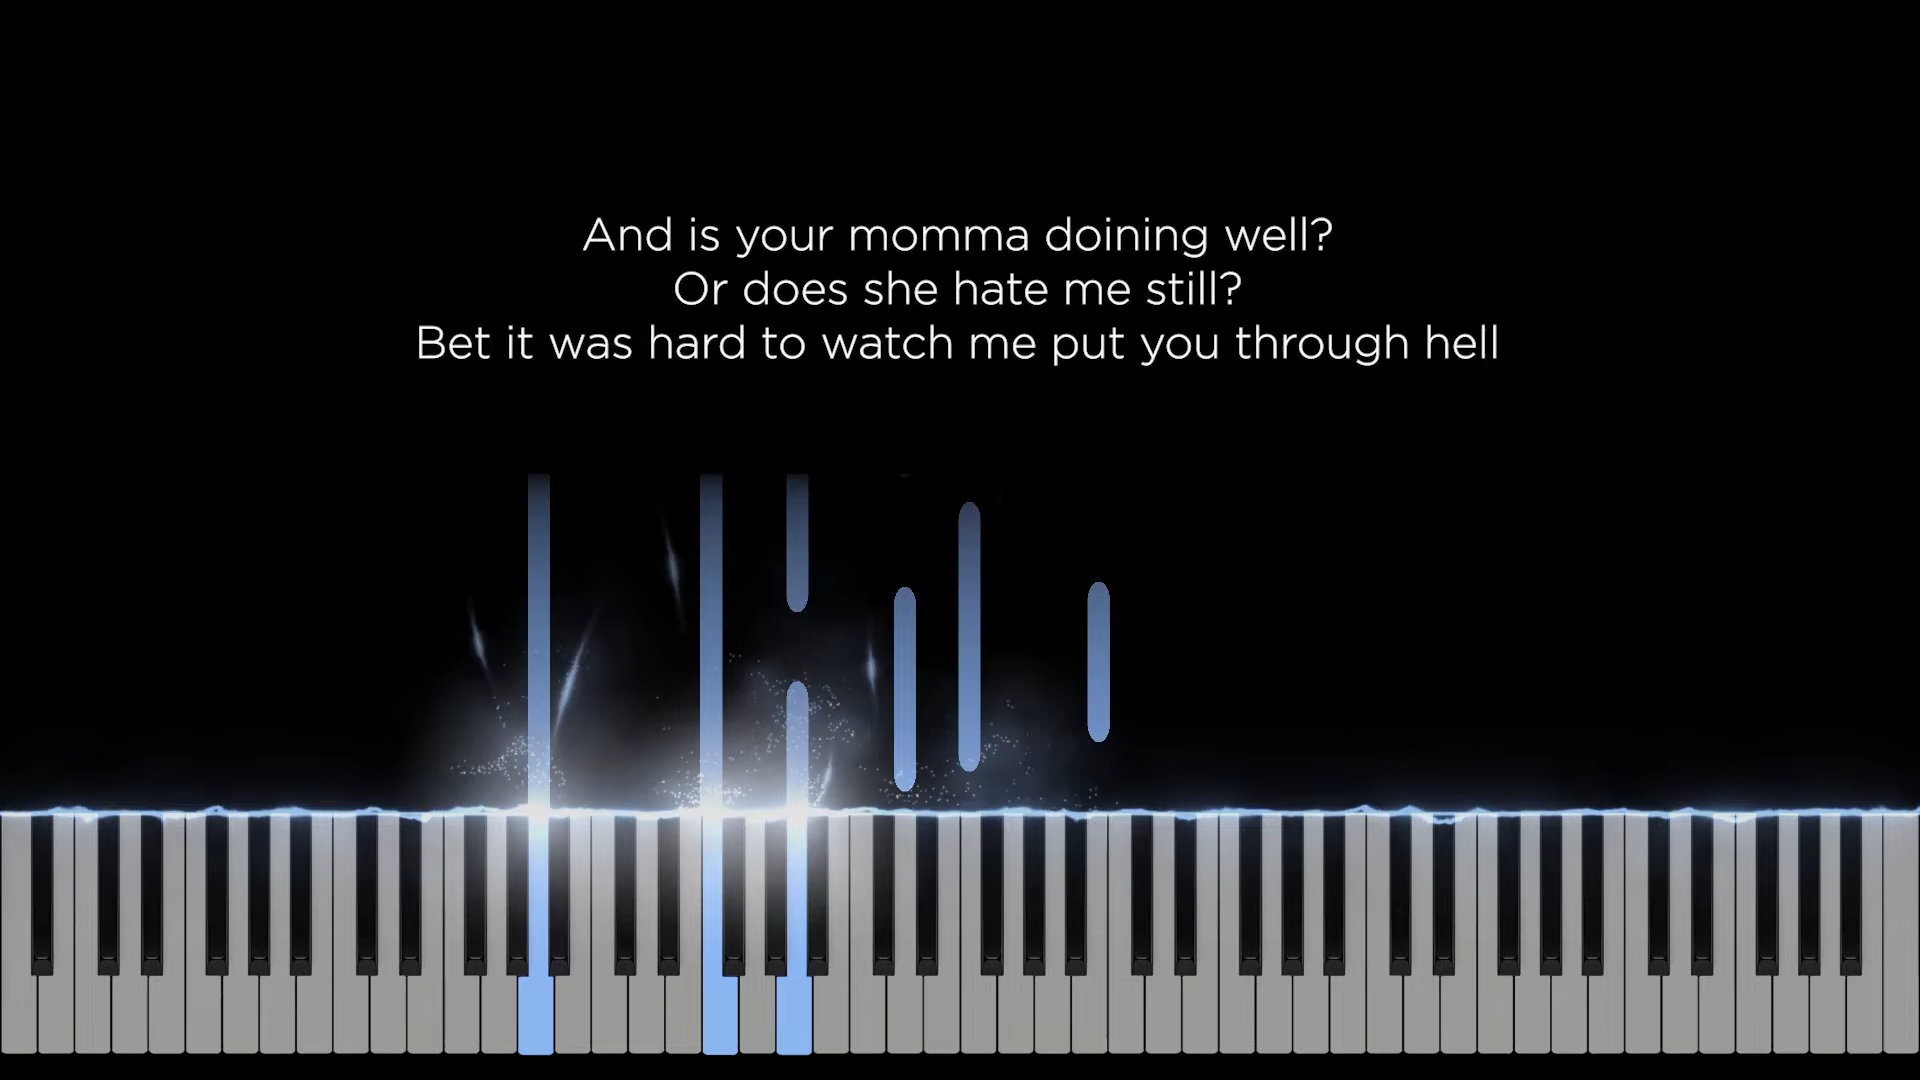 And is your momma doining well?
Or does she hate me still?
Bet it was hard to watch me put you through hell